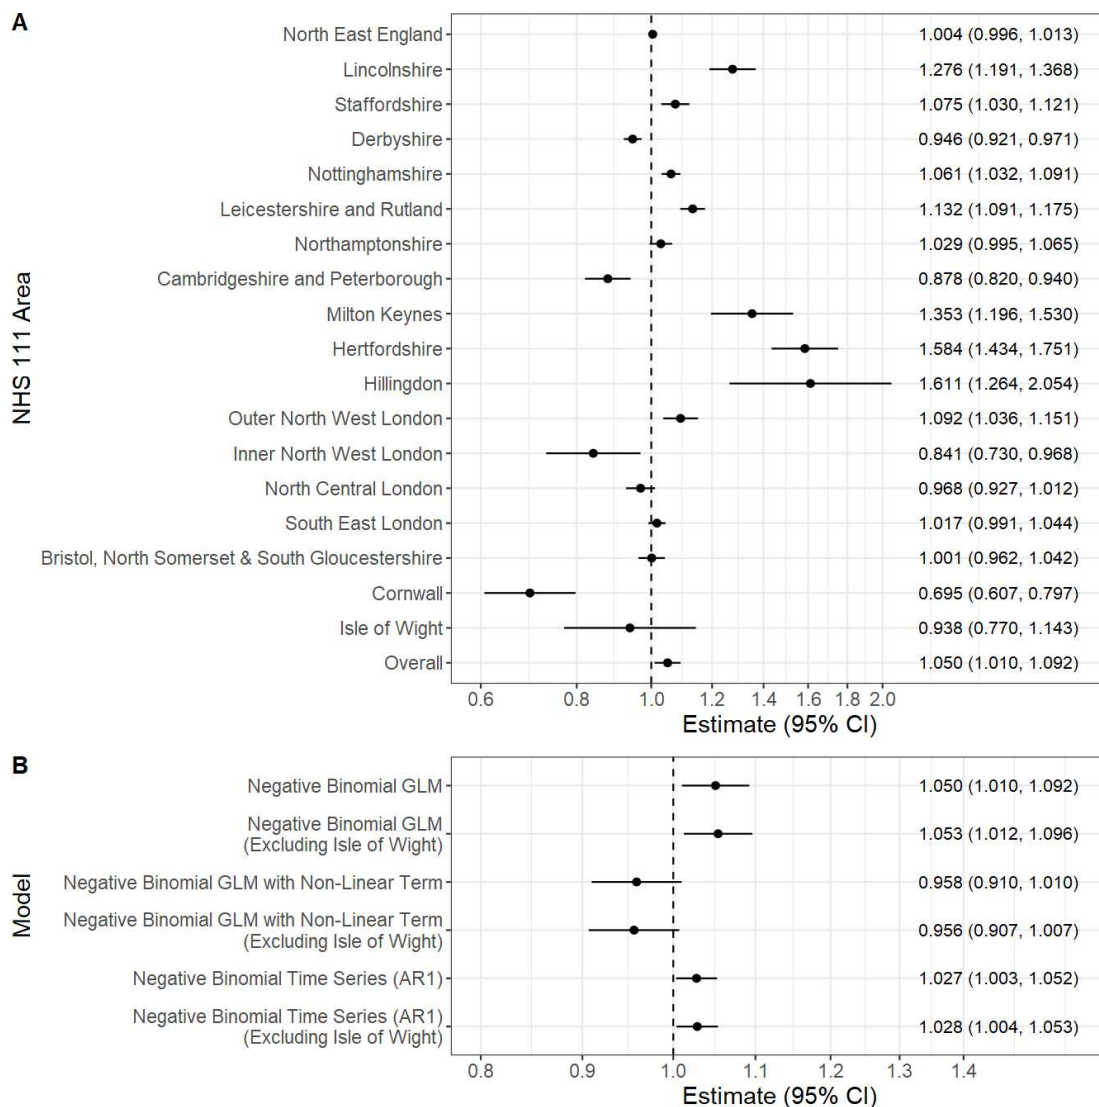 A
North East England 1.004 (0.996, 1.013)
Lincolnshire 1.276 (1.191, 1.368)
Staffordshire 1.075 (1.030, 1.121)
Derbyshire 0.946 (0.921, 0.971)
Nottinghamshire 1.061 (1.032, 1.091)
Leicestershire and Rutland 1.132 (1.091, 1.175)
Northamptonshire 1.029 (0.995, 1.065)
Cambridgeshire and Peterborough 0.878 (0.820, 0.940)
Milton Keynes 1.353 (1.196, 1.530)
Hertfordshire 1.584 (1.434, 1.751)
Hillingdon 1.611 (1.264, 2.054)
Outer North West London 1.092 (1.036, 1.151)
Inner North West London 0.841 (0.730, 0.968)
North Central London 0.968 (0.927, 1.012)
South East London 1.017 (0.991, 1.044)
Bristol, North Somerset & South Gloucestershire 1.001 (0.962, 1.042)
Cornwall 0.695 (0.607, 0.797)
Isle of Wight 0.938 (0.770, 1.143)
Overall 1.050 (1.010, 1.092)
NHS 111 Area
0.6 0.8 1.0 1.2 1.4 1.6 1.8 2.0
Estimate (95% CI)
B
Negative Binomial GLM 1.050 (1.010, 1.092)
Negative Binomial GLM
(Excluding Isle of Wight) 1.053 (1.012, 1.096)
Negative Binomial GLM with Non-Linear Term 0.958 (0.910, 1.010)
Negative Binomial GLM with Non-Linear Term
(Excluding Isle of Wight) 0.956 (0.907, 1.007)
Negative Binomial Time Series (AR1) 1.027 (1.003, 1.052)
Negative Binomial Time Series (AR1)
(Excluding Isle of Wight) 1.028 (1.004, 1.053)
Model
0.8 0.9 1.0 1.1 1.2 1.3 1.4
Estimate (95% CI)